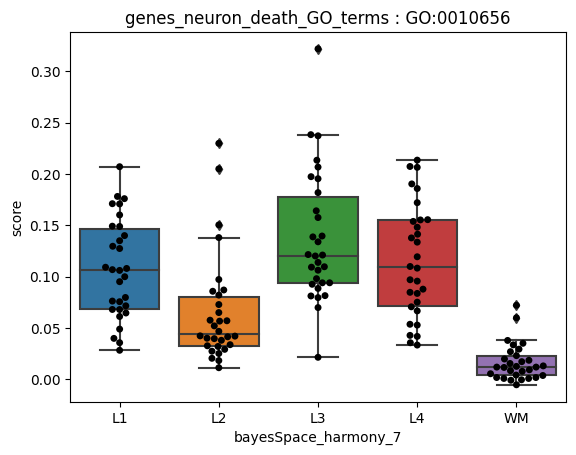 genes_neuron_death_GO_terms : GO:0010656
score
0.30
0.25
0.20
0.15
0.10
0.05
0.00
L1 L2 L3 L4 WM
bayesSpace_harmony_7